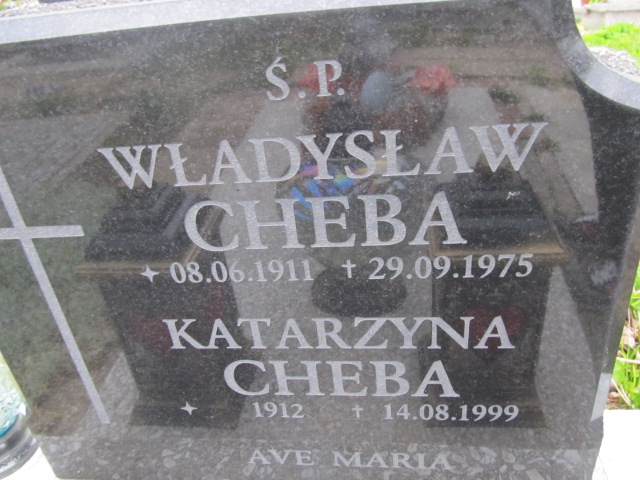 Ś.P.
WŁADYSŁAW
CHEBA
✦ 08.06.1911 † 29.09.1975
KATARZYNA
CHEBA
✦ 1912 † 14.08.1999
AVE MARIA